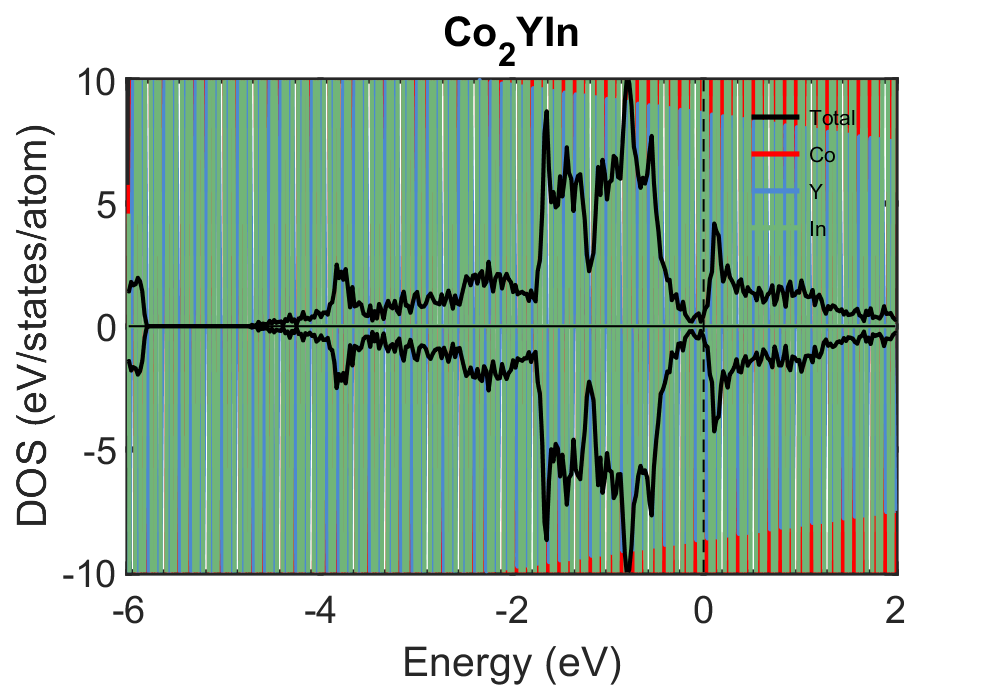 Co₂YIn
DOS (eV/states/atom)
10
5
0
-5
-10
Total
Co
Y
In
-6 -4 -2 0 2
Energy (eV)